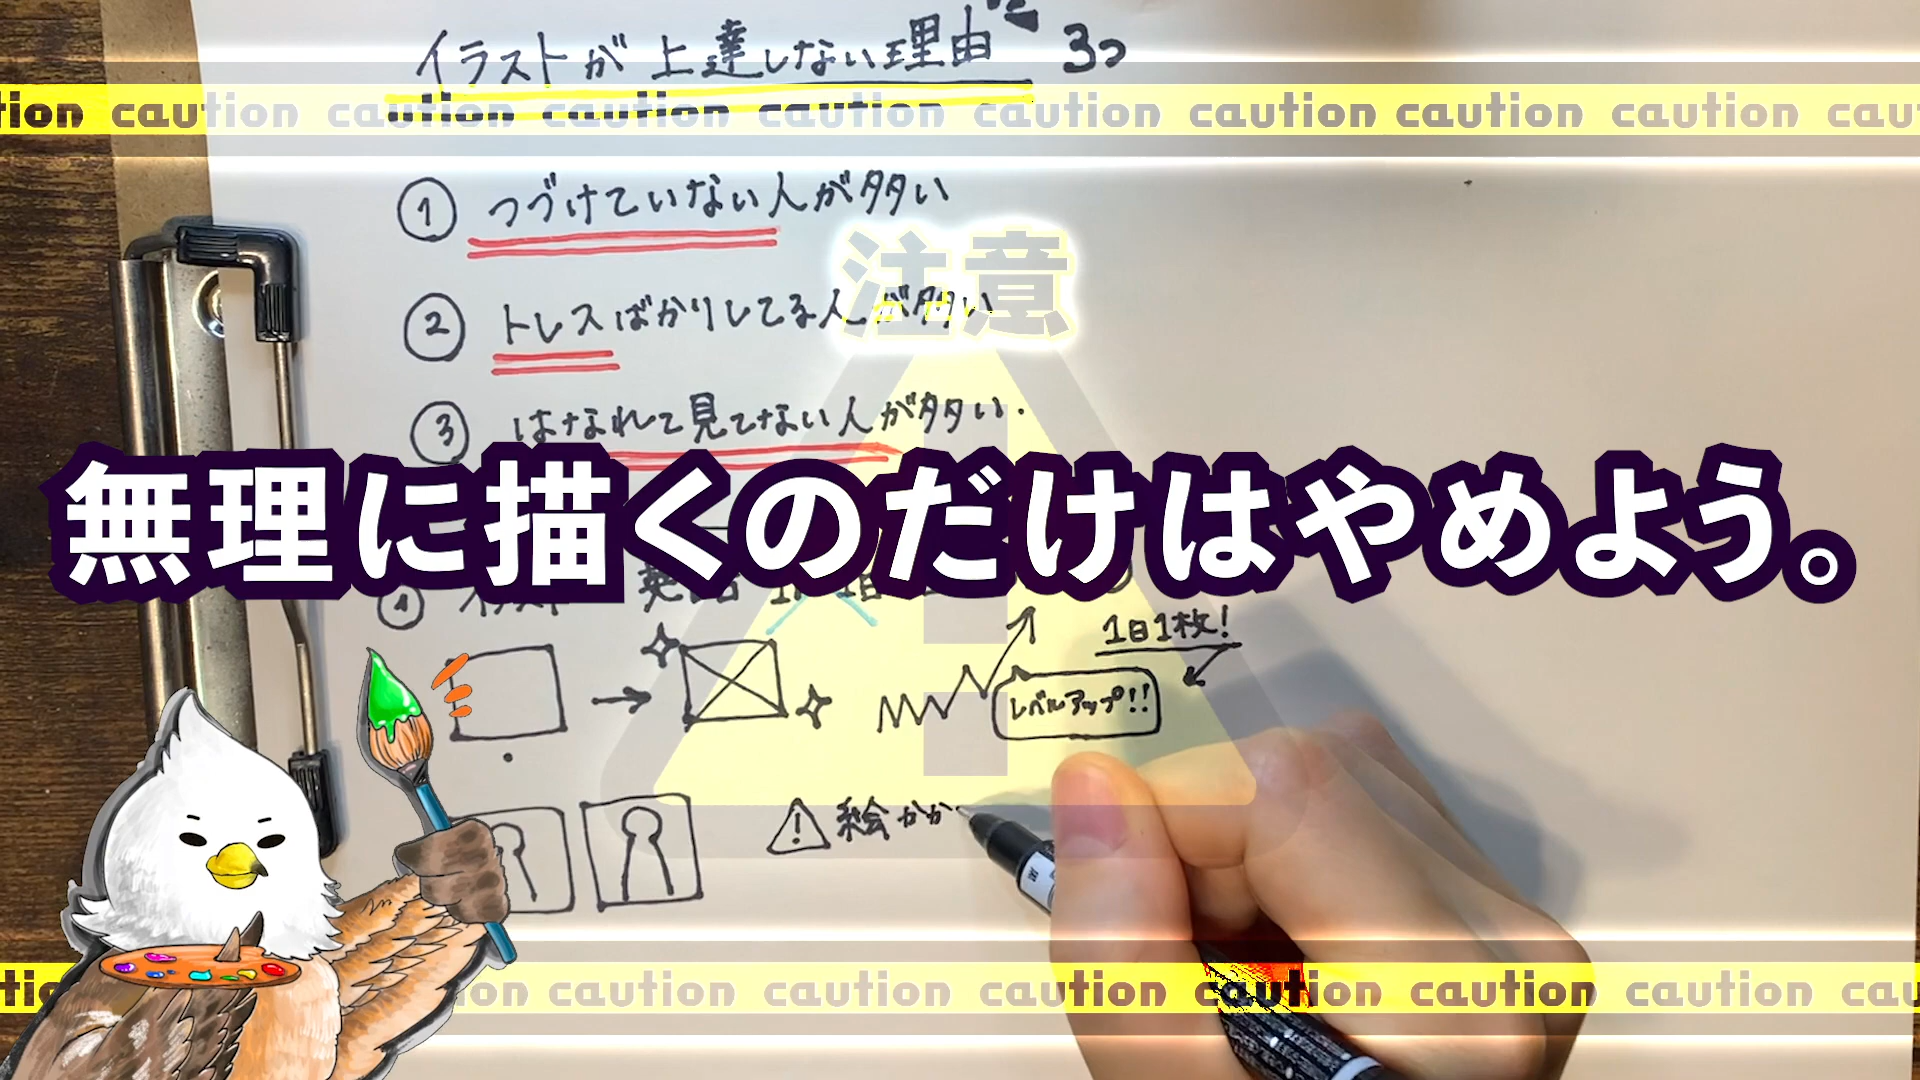 イラストが上達しない理由 3つ
caution caution caution caution caution caution caution caution
① つづけていない人が多い
注意
② トレスばかりしてる人が多い
③ はなれて見てない人が多い.
無理に描くのだけはやめよう。
1日1枚!
レベルアップ!!
絵 かか
caution caution caution caution caution caution